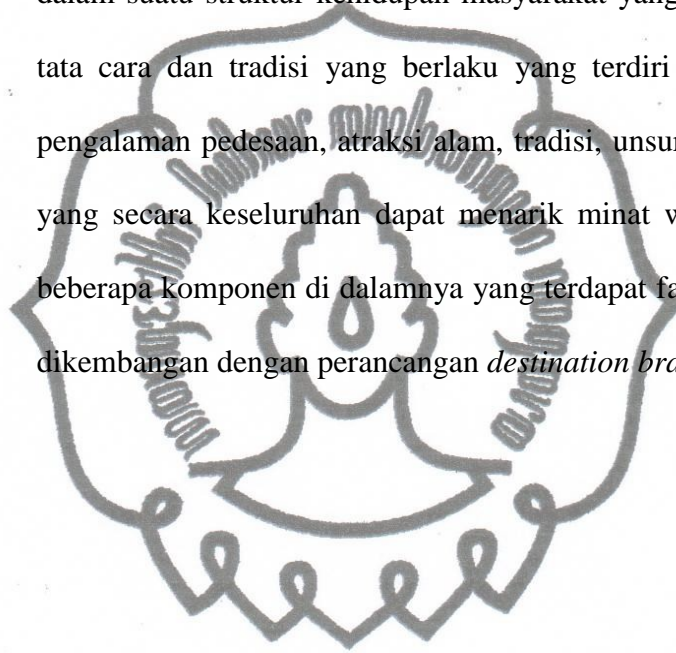 dalam suatu struktur kehidupan masyarakat yang
tata cara dan tradisi yang berlaku yang terdiri
pengalaman pedesaan, atraksi alam, tradisi, unsur
yang secara keseluruhan dapat menarik minat w
beberapa komponen di dalamnya yang terdapat fa
dikembangan dengan perancangan destination bra